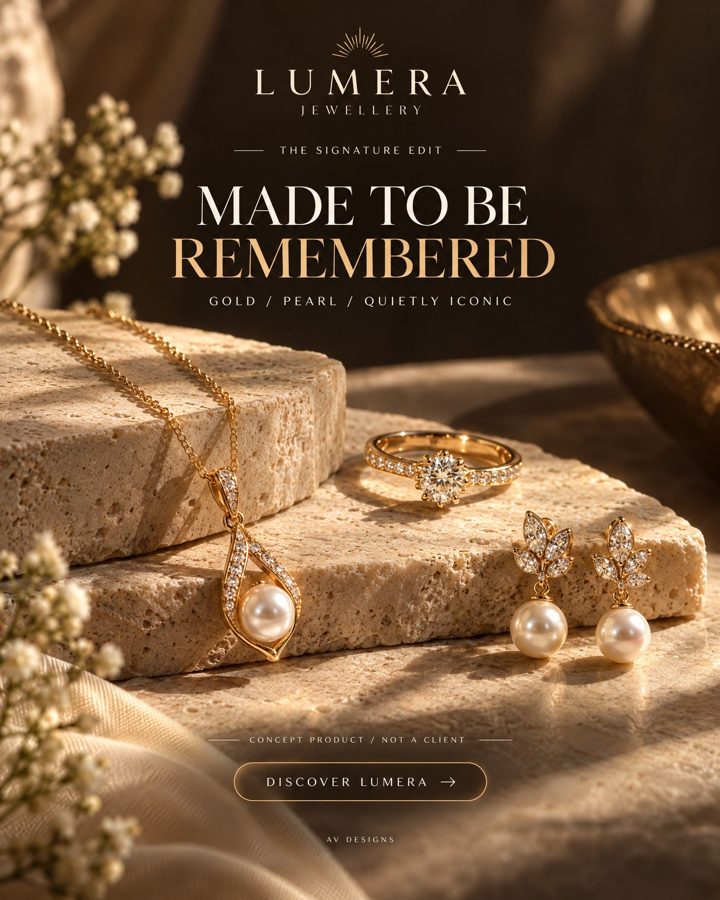 LUMERA
JEWELLERY
THE SIGNATURE EDIT
MADE TO BE
REMEMBERED
GOLD / PEARL / QUIETLY ICONIC
CONCEPT PRODUCT / NOT A CLIENT
DISCOVER LUMERA →
AV DESIGNS